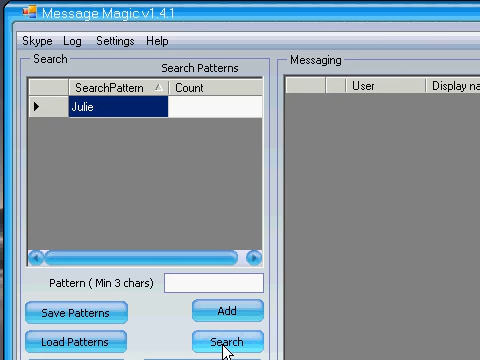 Message Magic v1.4.1
Skype Log Settings Help
Search
Search Patterns
SearchPattern Count
Julie
Pattern ( Min 3 chars)
Save Patterns
Add
Load Patterns
Search
Messaging
User Display na